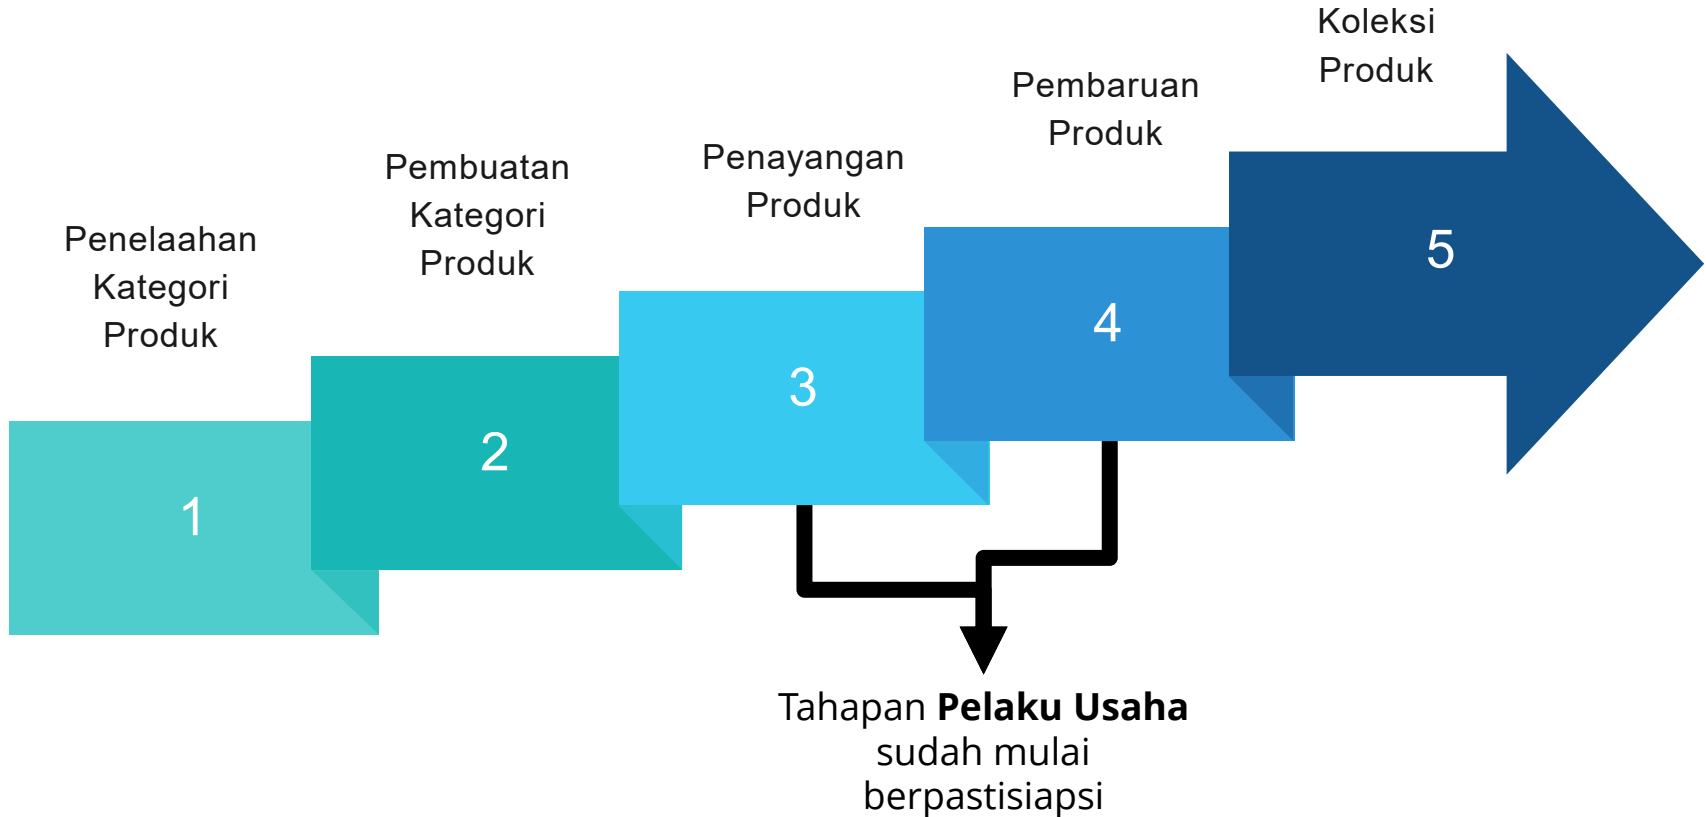 Penelaahan
Kategori
Produk
1
Pembuatan
Kategori
Produk
2
Penayangan
Produk
3
Pembaruan
Produk
4
Koleksi
Produk
5
Tahapan Pelaku Usaha
sudah mulai
berpastisiapsi